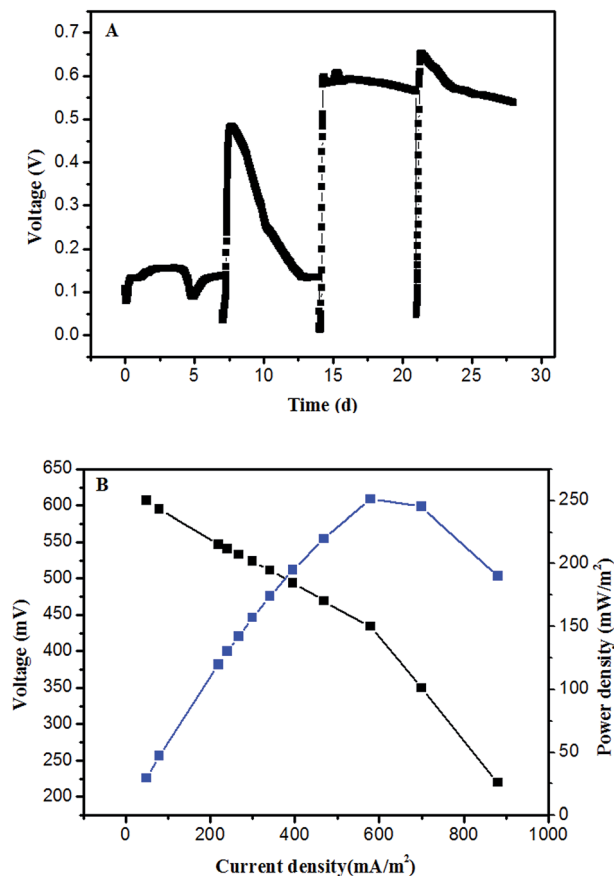 A
0.7
0.6
0.5
0.4
0.3
0.2
0.1
0.0
Voltage (V)
0 5 10 15 20 25 30
Time (d)
B
650
600
550
500
450
400
350
300
250
200
Voltage (mV)
250
200
150
100
50
0
Power density (mW/m²)
0 200 400 600 800 1000
Current density(mA/m²)